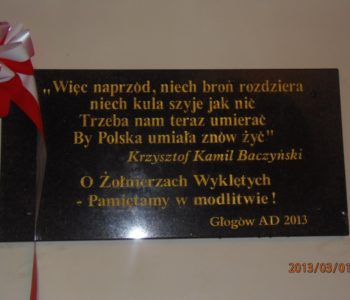 „Więc naprzód, niech broń rozdziera
niech kula szyje jak nić
Trzeba nam teraz umierać
By Polska umiała znów żyć”
Krzysztof Kamil Baczyński
O Żołnierzach Wyklętych
- Pamiętamy w modlitwie!
Głogów AD 2013
2013/03/01